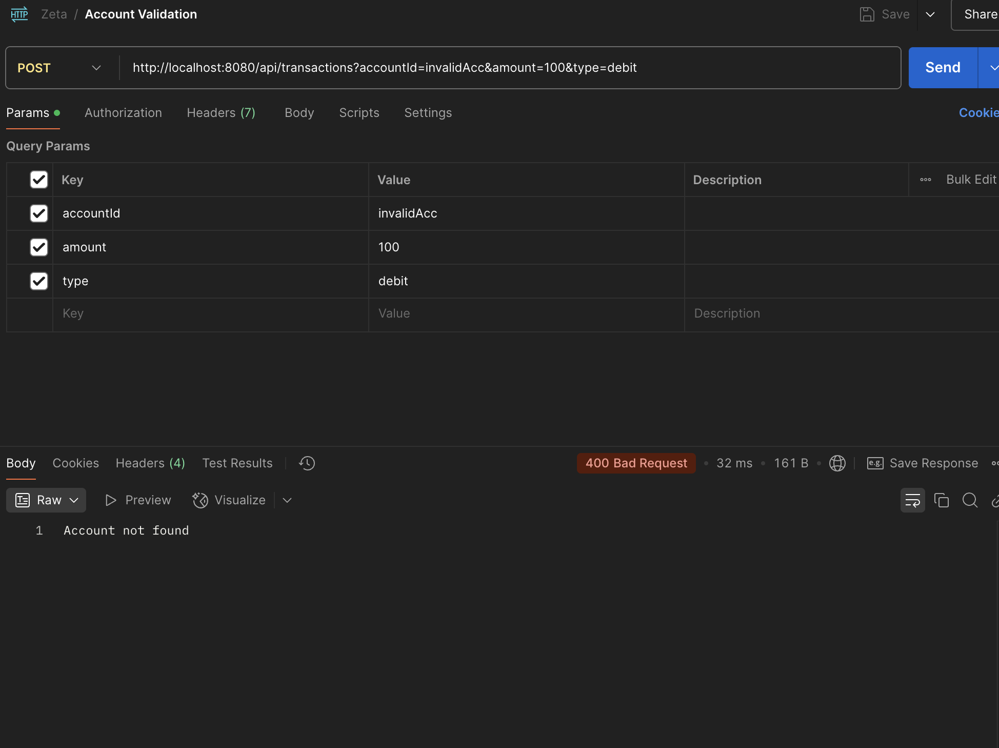 HTTP Zeta / Account Validation Save Share
POST http://localhost:8080/api/transactions?accountId=invalidAcc&amount=100&type=debit Send
Params Authorization Headers (7) Body Scripts Settings Cookie
Query Params
Key Value Description Bulk Edit
accountId invalidAcc
amount 100
type debit
Key Value Description
Body Cookies Headers (4) Test Results 400 Bad Request • 32 ms • 161 B • e.g. Save Response
Raw Preview Visualize
1 Account not found